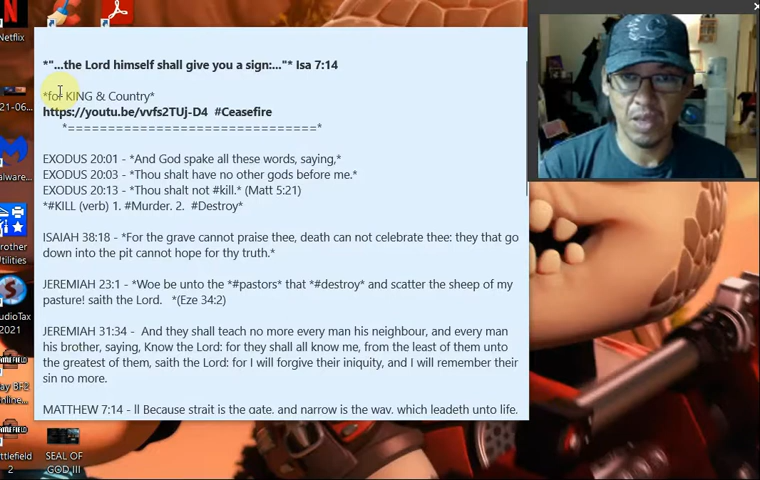 Netflix
21-06...
alware...
rother
Utilities
udioTax
2021
ay BF2
ttlefield
2
SEAL OF
GOD III
*"...the Lord himself shall give you a sign:..."* Isa 7:14
*for KING & Country*
https://youtu.be/vvfs2TUj-D4 #Ceasefire
*==============================*
EXODUS 20:01 - *And God spake all these words, saying,*
EXODUS 20:03 - *Thou shalt have no other gods before me.*
EXODUS 20:13 - *Thou shalt not #kill.* (Matt 5:21)
*#KILL (verb) 1. #Murder. 2. #Destroy*
ISAIAH 38:18 - *For the grave cannot praise thee, death can not celebrate thee: they that go
down into the pit cannot hope for thy truth.*
JEREMIAH 23:1 - *Woe be unto the *#pastors* that *#destroy* and scatter the sheep of my
pasture! saith the Lord. *(Eze 34:2)
JEREMIAH 31:34 - And they shall teach no more every man his neighbour, and every man
his brother, saying, Know the Lord: for they shall all know me, from the least of them unto
the greatest of them, saith the Lord: for I will forgive their iniquity, and I will remember their
sin no more.
MATTHEW 7:14 - ll Because strait is the gate, and narrow is the way, which leadeth unto life,